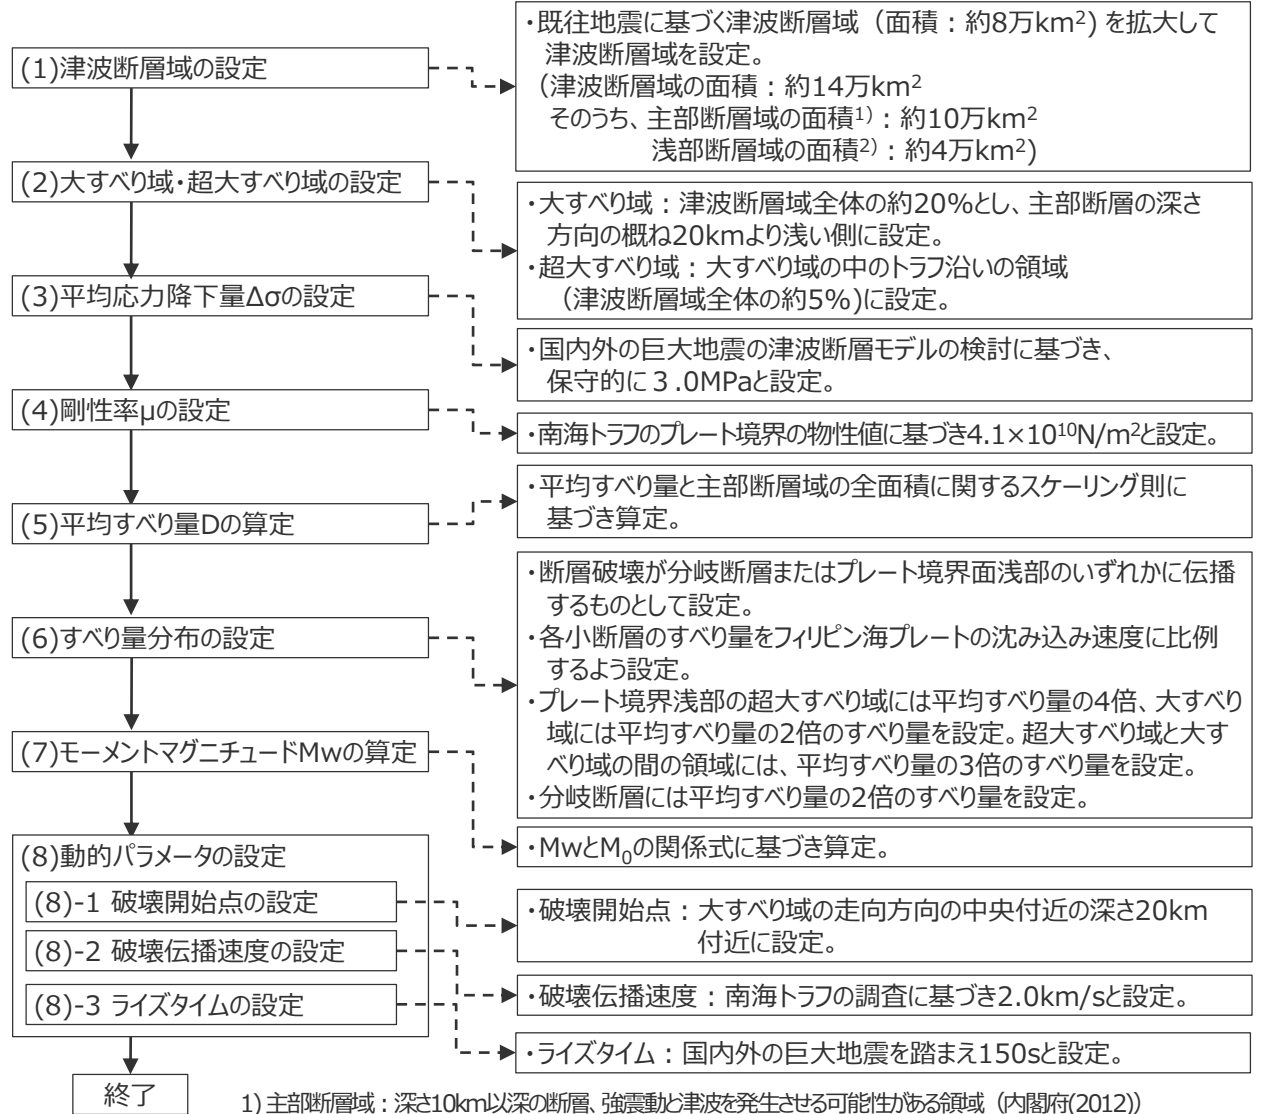 (1)津波断層域の設定
・既往地震に基づく津波断層域（面積：約8万km²) を拡大して
津波断層域を設定。
（津波断層域の面積：約14万km²
そのうち、主部断層域の面積¹⁾：約10万km²
浅部断層域の面積²⁾：約4万km²)
(2)大すべり域・超大すべり域の設定
・大すべり域：津波断層域全体の約20%とし、主部断層の深さ
方向の概ね20kmより浅い側に設定。
・超大すべり域：大すべり域の中のトラフ沿いの領域
（津波断層域全体の約5%)に設定。
(3)平均応力降下量Δσの設定
・国内外の巨大地震の津波断層モデルの検討に基づき、
保守的に３.0MPaと設定。
(4)剛性率μの設定
・南海トラフのプレート境界の物性値に基づき4.1×10¹⁰N/m²と設定。
(5)平均すべり量Dの算定
・平均すべり量と主部断層域の全面積に関するスケーリング則に
基づき算定。
(6)すべり量分布の設定
・断層破壊が分岐断層またはプレート境界面浅部のいずれかに伝播
するものとして設定。
・各小断層のすべり量をフィリピン海プレートの沈み込み速度に比例
するよう設定。
・プレート境界浅部の超大すべり域には平均すべり量の4倍、大すべり
域には平均すべり量の2倍のすべり量を設定。超大すべり域と大す
べり域の間の領域には、平均すべり量の3倍のすべり量を設定。
・分岐断層には平均すべり量の2倍のすべり量を設定。
(7)モーメントマグニチュードMwの算定
・MwとM₀の関係式に基づき算定。
(8)動的パラメータの設定
(8)-1 破壊開始点の設定
・破壊開始点：大すべり域の走向方向の中央付近の深さ20km
付近に設定。
(8)-2 破壊伝播速度の設定
・破壊伝播速度：南海トラフの調査に基づき2.0km/sと設定。
(8)-3 ライズタイムの設定
・ライズタイム：国内外の巨大地震を踏まえ150sと設定。
終了
1) 主部断層域：深さ10km以深の断層、強震動と津波を発生させる可能性がある領域（内閣府(2012))